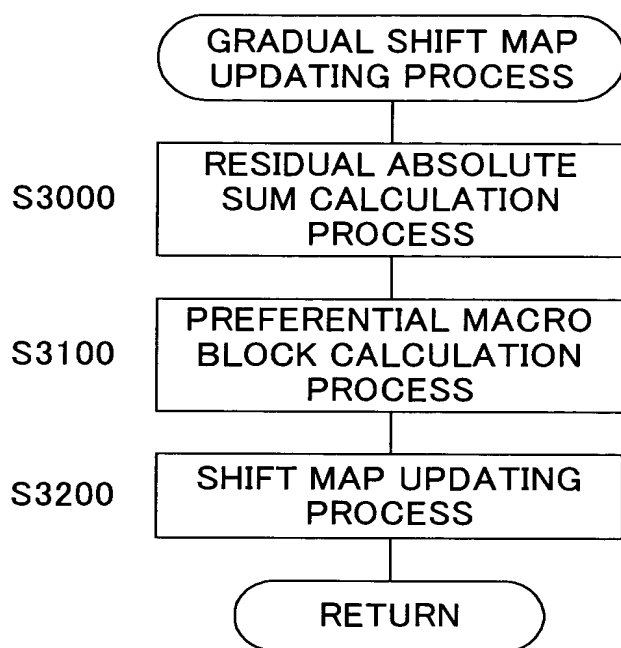 GRADUAL SHIFT MAP
UPDATING PROCESS
S3000
RESIDUAL ABSOLUTE
SUM CALCULATION
PROCESS
S3100
PREFERENTIAL MACRO
BLOCK CALCULATION
PROCESS
S3200
SHIFT MAP UPDATING
PROCESS
RETURN